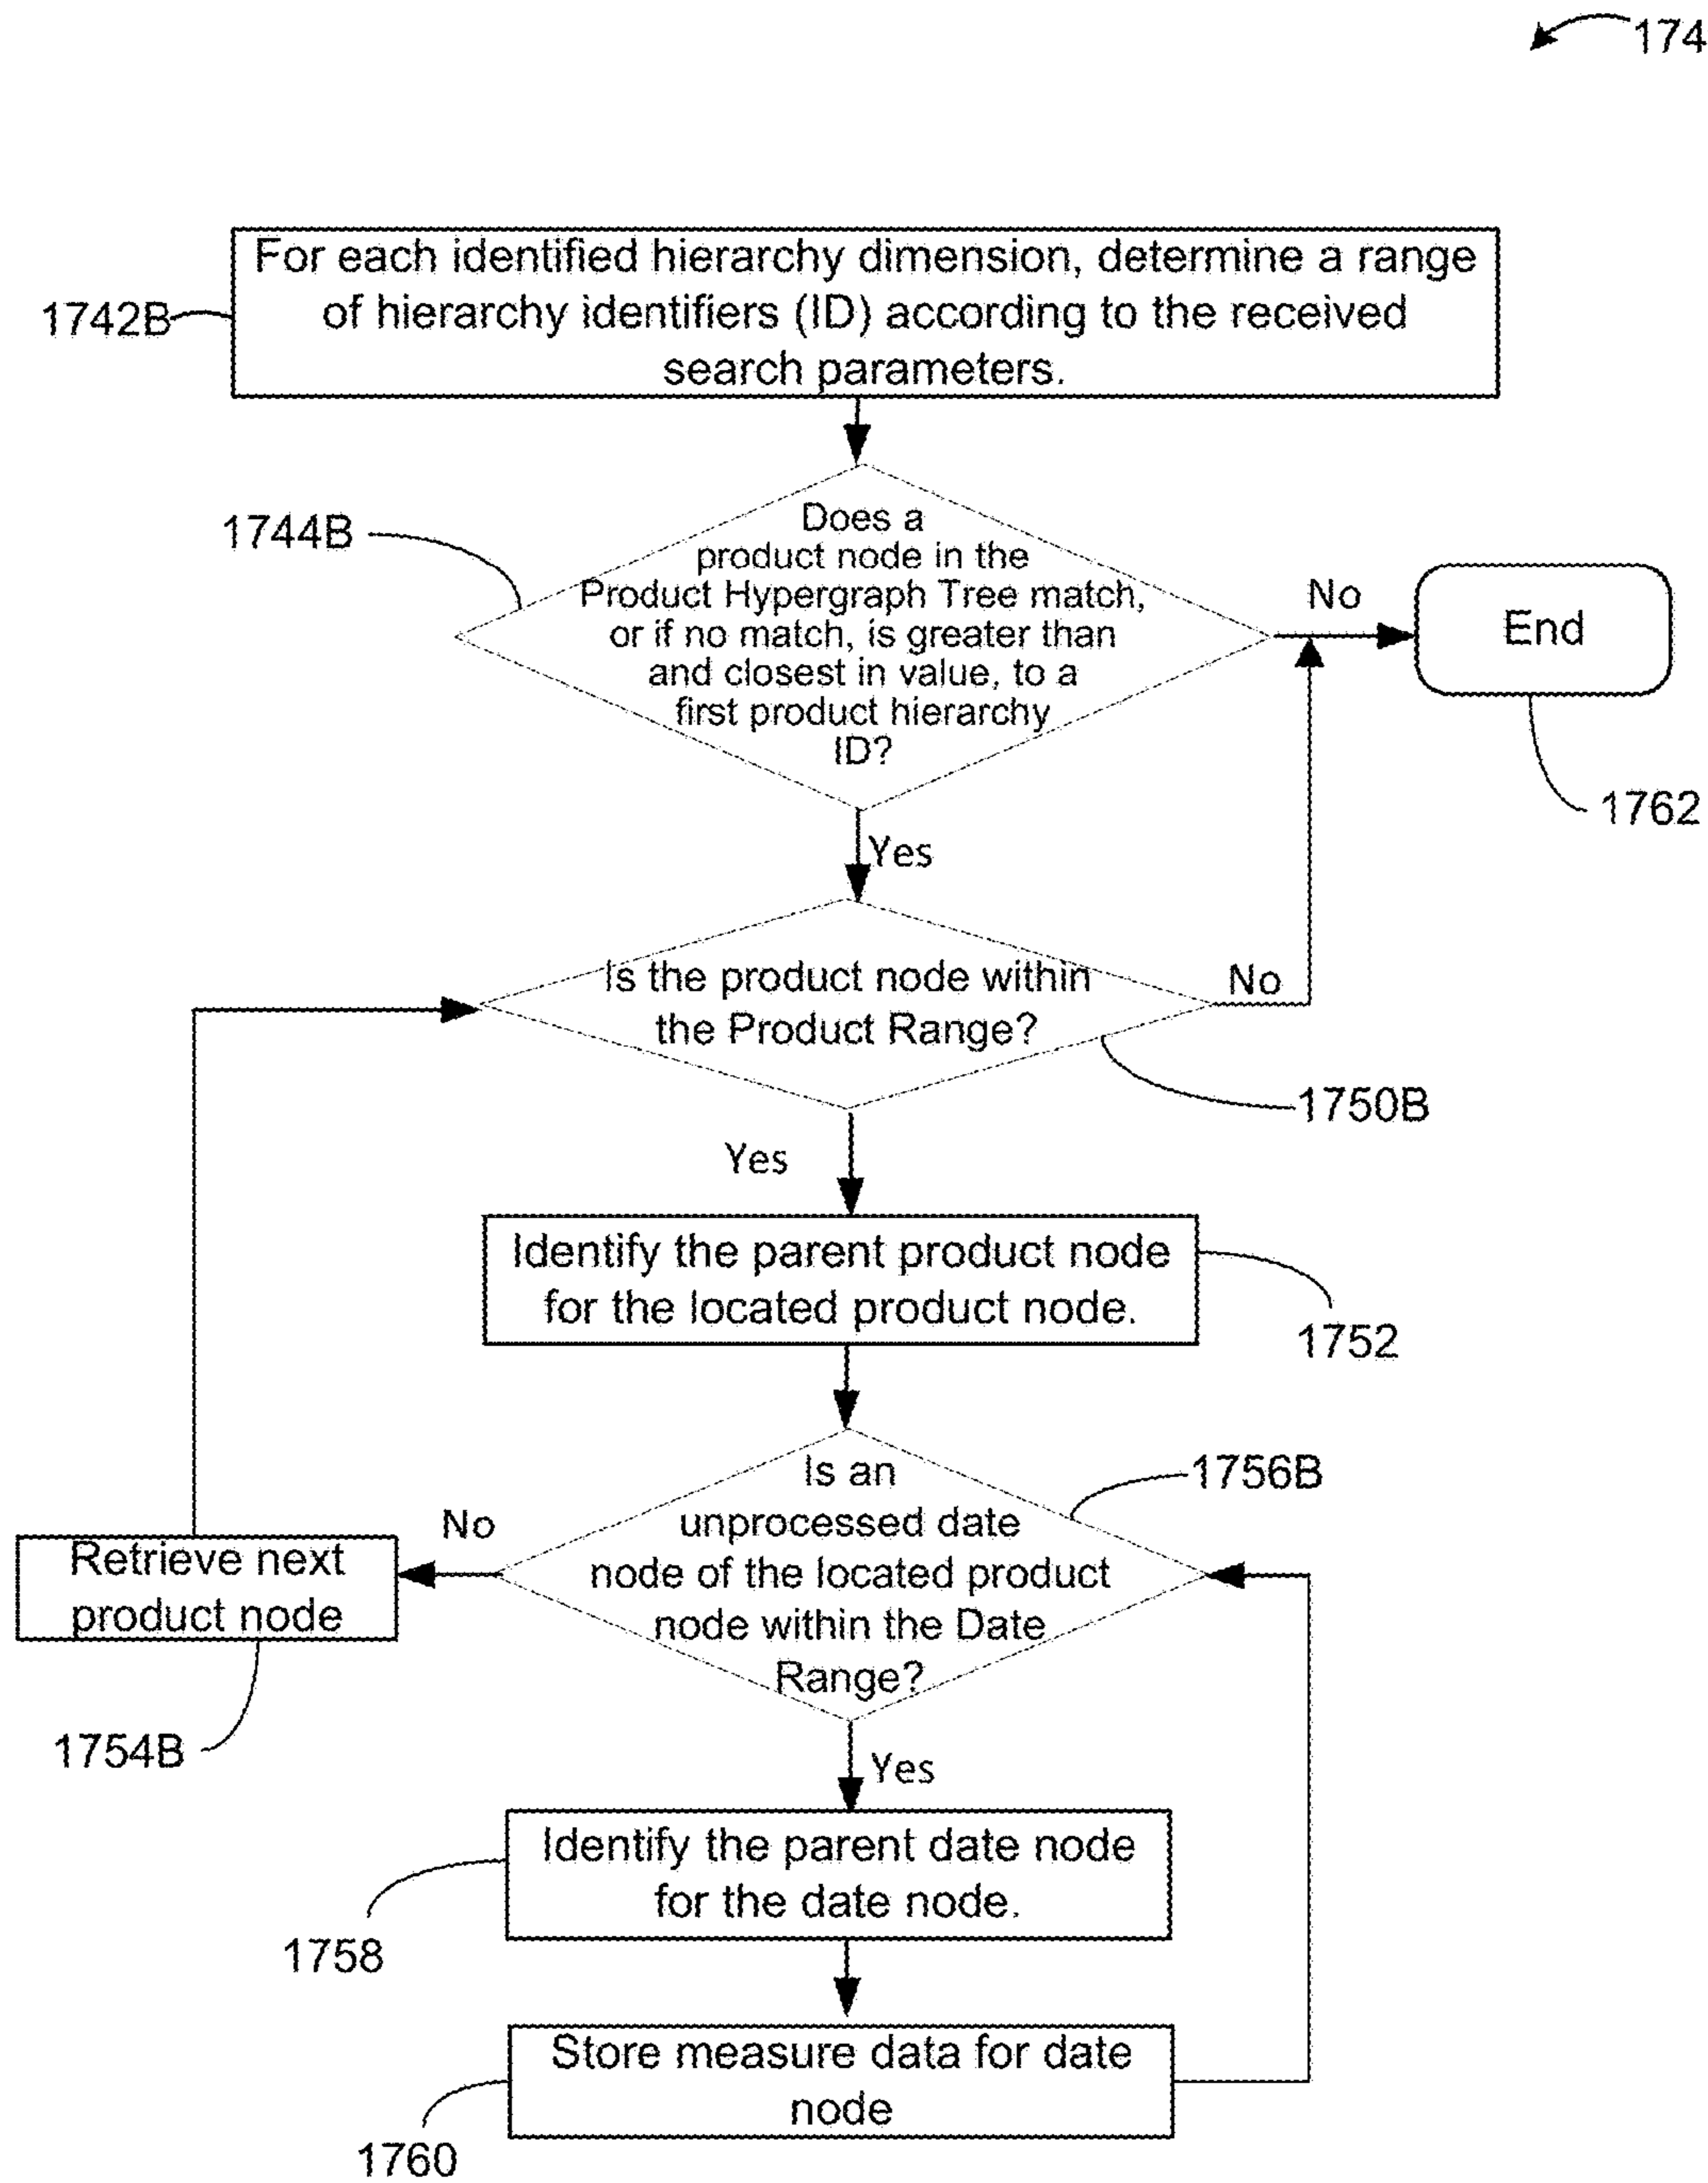 174
For each identified hierarchy dimension, determine a range
of hierarchy identifiers (ID) according to the received
search parameters.
1742B
1744B
Does a
product node in the
Product Hypergraph Tree match,
or if no match, is greater than
and closest in value, to a
first product hierarchy
ID?
No
End
1762
Yes
Is the product node within
the Product Range?
No
1750B
Yes
Identify the parent product node
for the located product node.
1752
Is an
unprocessed date
node of the located product
node within the Date
Range?
1756B
No
Retrieve next
product node
1754B
Yes
Identify the parent date node
for the date node.
1758
Store measure data for date
node
1760